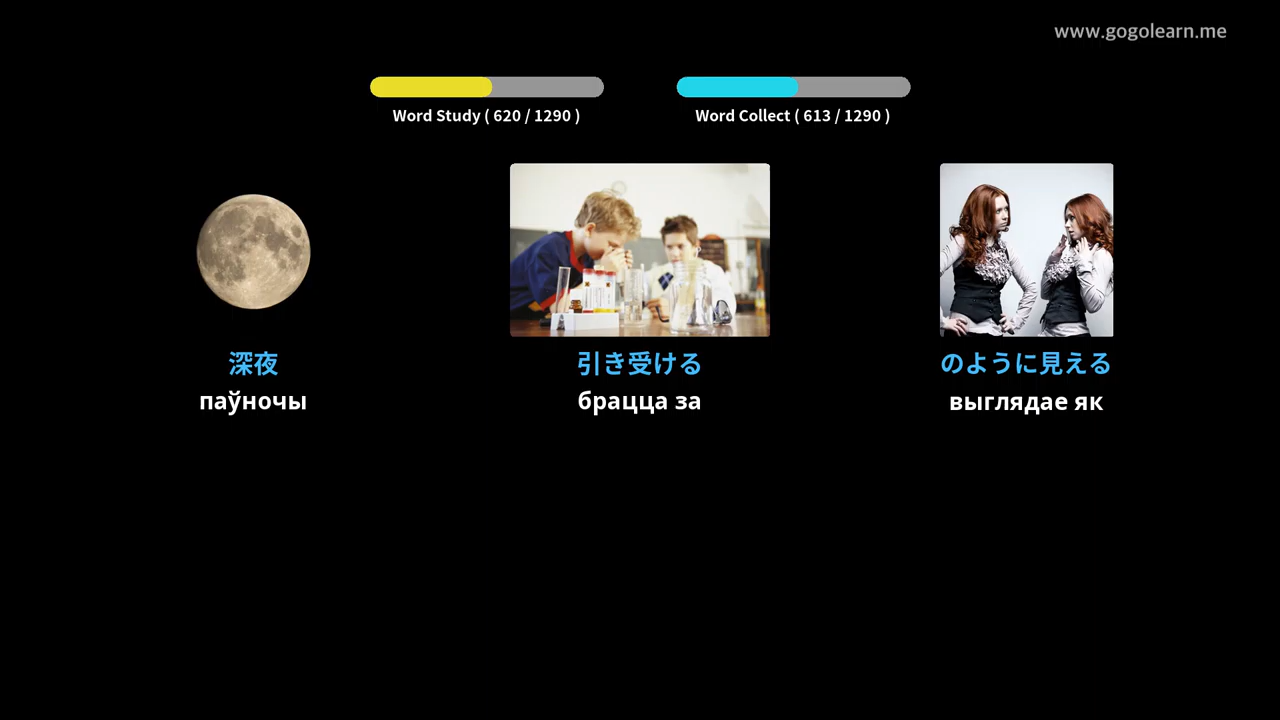 www.gogolearn.me
Word Study ( 620 / 1290 )
Word Collect ( 613 / 1290 )
深夜
引き受ける
のように見える
паўночы
брацца за
выглядае як